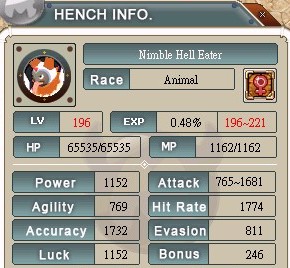 HENCH INFO.
Nimble Hell Eater
Race Animal
LV 196 EXP 0.48% 196~221
HP 65535/65535 MP 1162/1162
Power 1152 Attack 765~1681
Agility 769 Hit Rate 1774
Accuracy 1732 Evasion 811
Luck 1152 Bonus 246